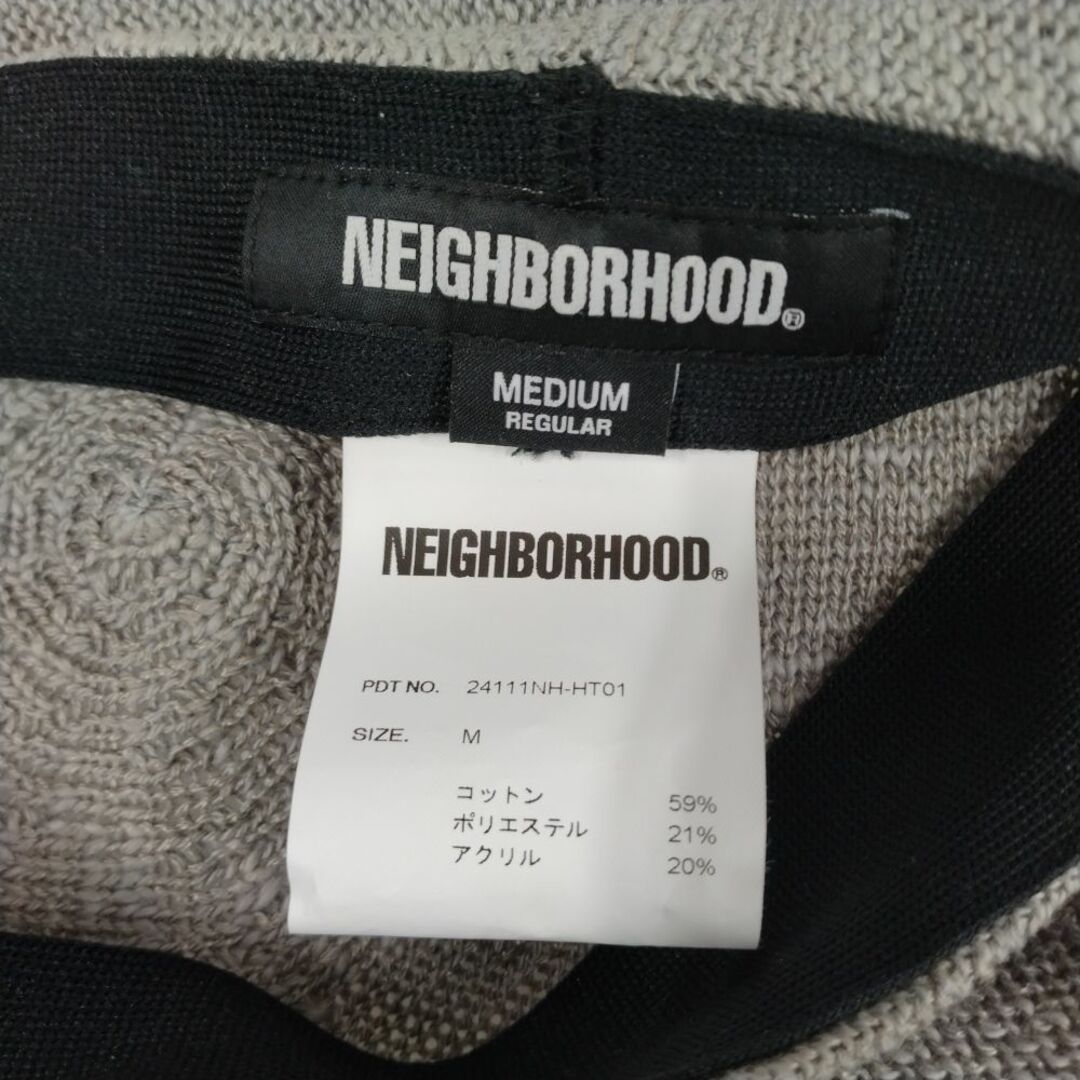 NEIGHBORHOOD®
MEDIUM
REGULAR
NEIGHBORHOOD®
PDT NO. 24111NH-HT01
SIZE. M
コットン 59%
ポリエステル 21%
アクリル 20%